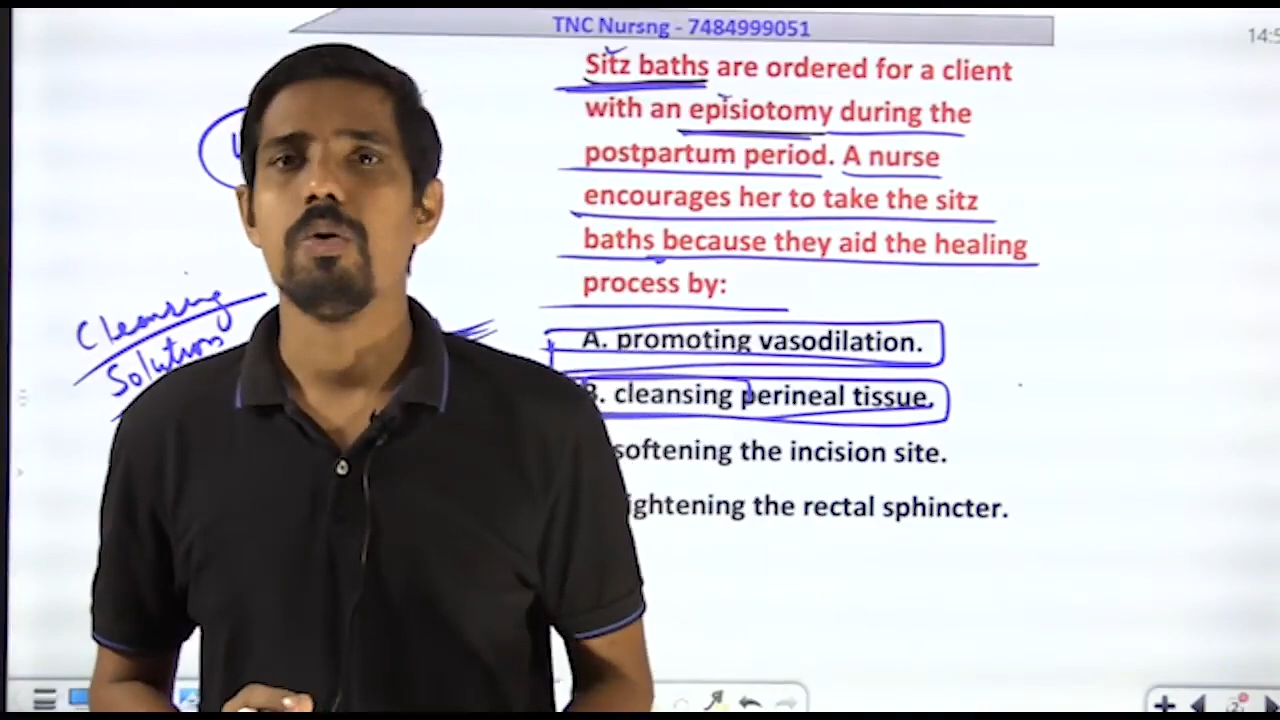 TNC Nursng - 7484999051
14:5
Sitz baths are ordered for a client
with an episiotomy during the
postpartum period. A nurse
encourages her to take the sitz
baths because they aid the healing
process by:
Cleansing
Solution
A. promoting vasodilation.
B. cleansing perineal tissue.
softening the incision site.
ightening the rectal sphincter.